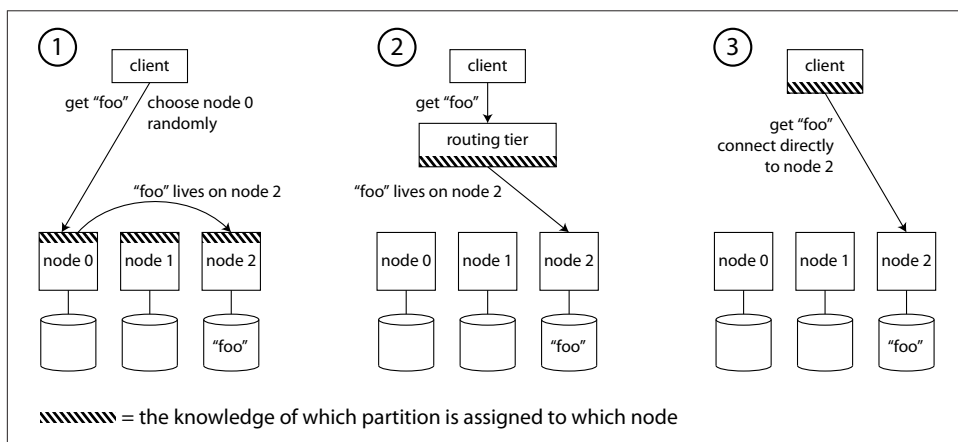 1
client
get “foo”
choose node 0
randomly
“foo” lives on node 2
node 0
node 1
node 2
“foo”
2
client
get “foo”
routing tier
“foo” lives on node 2
node 0
node 1
node 2
“foo”
3
client
get “foo”
connect directly
to node 2
node 0
node 1
node 2
“foo”
= the knowledge of which partition is assigned to which node